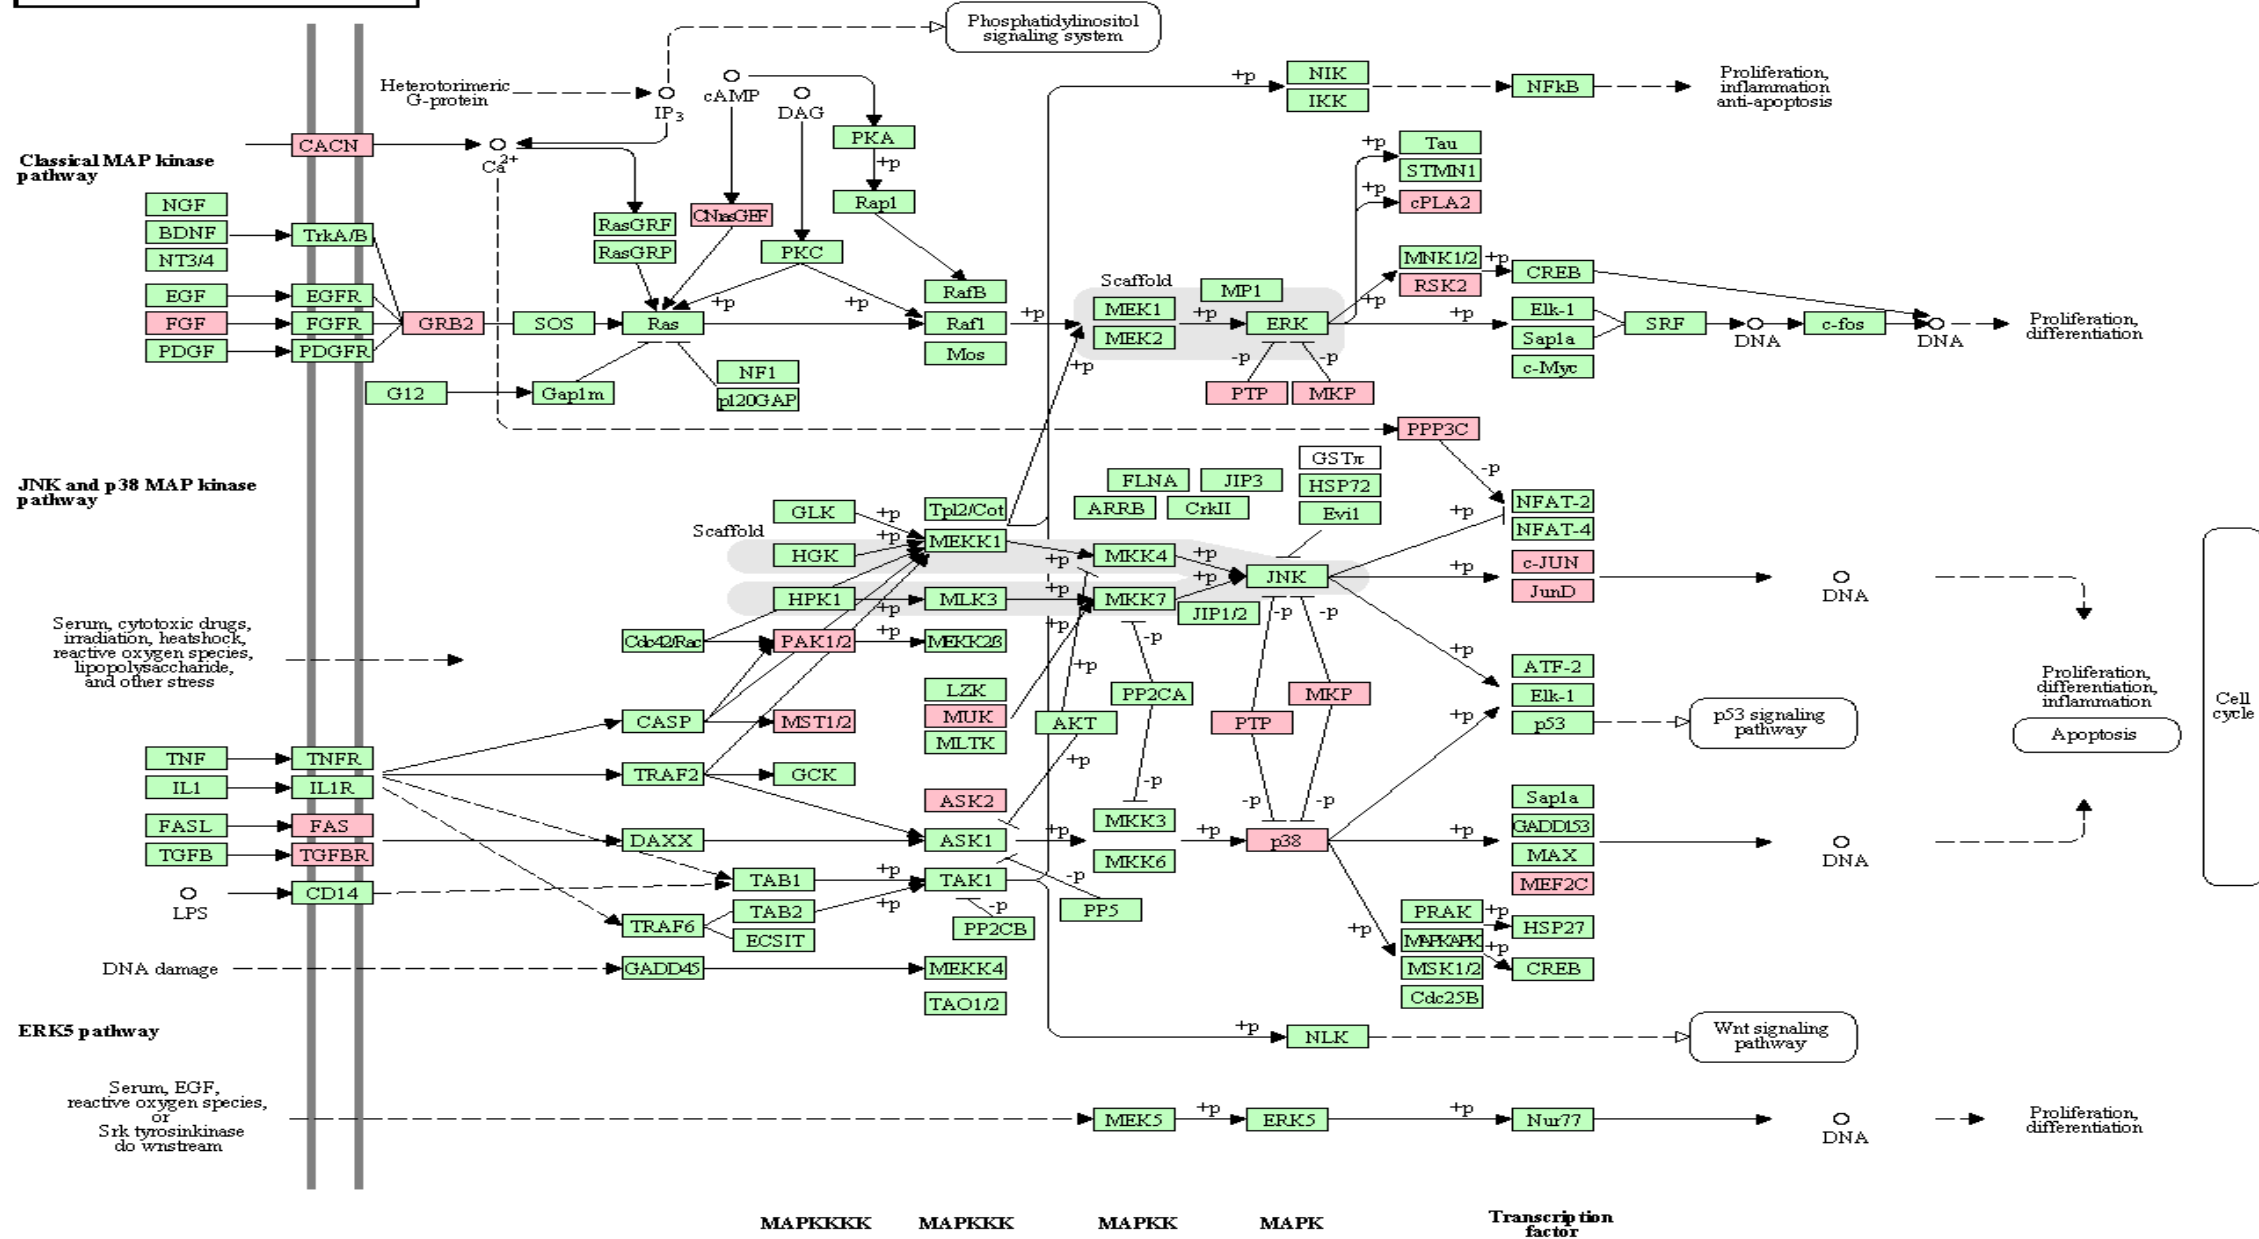 Phosphatidylinositol
signaling system
Heterotorimeric
G-protein
IP3
cAMP
DAG
+p
NIK
IKK
NFkB
Proliferation,
inflammation
anti-apoptosis
CACN
Ca2+
PKA
+p
Rap1
Tau
STMN1
+p
+p
cPLA2
Classical MAP kinase
pathway
NGF
BDNF
NT3/4
TrkA/B
RasGRF
RasGRP
CNrasGEF
PKC
RafB
Scaffold
MP1
MNK1/2
+p
RSK2
CREB
EGF
EGFR
+p
+p
+p
FGF
FGFR
GRB2
SOS
Ras
Raf1
+p
MEK1
MEK2
+p
ERK
+p
Elk-1
Sap1a
c-Myc
SRF
DNA
c-fos
DNA
Proliferation,
differentiation
PDGF
PDGFR
Mos
-p
-p
+p
G12
Gap1m
NF1
p120GAP
PTP
MKP
PPP3C
-p
JNK and p38 MAP kinase
pathway
GSTπ
HSP72
Evi1
FLNA
JIP3
ARRB
CrkII
NFAT-2
NFAT-4
+p
Scaffold
GLK
+p
Tpl2/Cot
HGK
+p
MEKK1
+p
MKK4
+p
JNK
+p
c-JUN
JunD
DNA
HPK1
+p
MLK3
+p
MKK7
+p
JIP1/2
Cdc42/Rac
PAK1/2
+p
MEKK2B
+p
-p
-p
-p
Serum, cytotoxic drugs,
irradiation, heatshock,
reactive oxygen species,
lipopolysaccharide,
and other stress
+p
+p
ATF-2
Elk-1
p53
p53 signaling
pathway
Proliferation,
differentiation,
inflammation
Apoptosis
Cell
cycle
LZK
MUK
MLTK
PP2CA
AKT
MKP
PTP
+p
CASP
MST1/2
TNF
TNFR
TRAF2
GCK
+p
-p
-p
-p
IL1
IL1R
ASK2
Sap1a
GADD153
MAX
MEF2C
FASL
FAS
DAXX
ASK1
+p
MKK3
MKK6
+p
p38
+p
DNA
TGFB
TGFBR
LPS
CD14
TAB1
+p
TAK1
-p
TAB2
+p
TRAF6
ECSIT
-p
PP2CB
PP5
+p
PRAK
+p
MAPKAPK
+p
MSK1/2
Cdc25B
HSP27
CREB
DNA damage
GADD45
MEKK4
TAO1/2
ERK5 pathway
+p
NLK
Wnt signaling
pathway
Serum, EGF,
reactive oxygen species,
or
Srk tyrosinkinase
do wnstream
MEK5
+p
ERK5
+p
Nur77
DNA
Proliferation,
differentiation
MAPKKKK
MAPKKK
MAPKK
MAPK
Transcription
factor